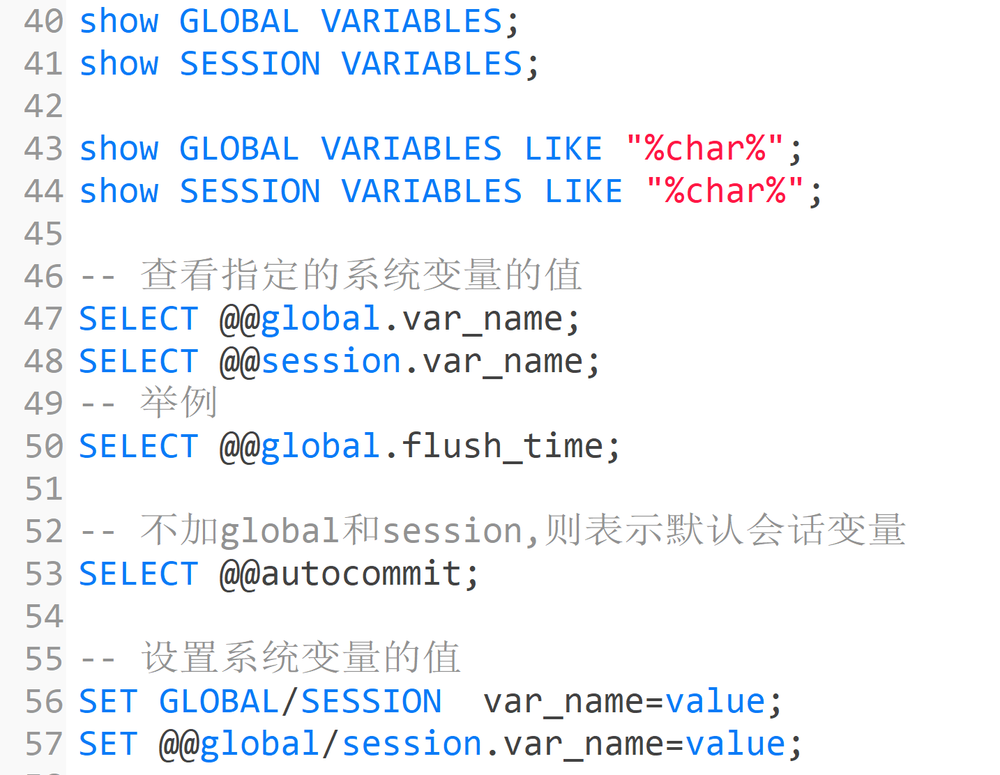 40 show GLOBAL VARIABLES;
41 show SESSION VARIABLES;
42
43 show GLOBAL VARIABLES LIKE "%char%";
44 show SESSION VARIABLES LIKE "%char%";
45
46 -- 查看指定的系统变量的值
47 SELECT @@global.var_name;
48 SELECT @@session.var_name;
49 -- 举例
50 SELECT @@global.flush_time;
51
52 -- 不加global和session,则表示默认会话变量
53 SELECT @@autocommit;
54
55 -- 设置系统变量的值
56 SET GLOBAL/SESSION  var_name=value;
57 SET @@global/session.var_name=value;